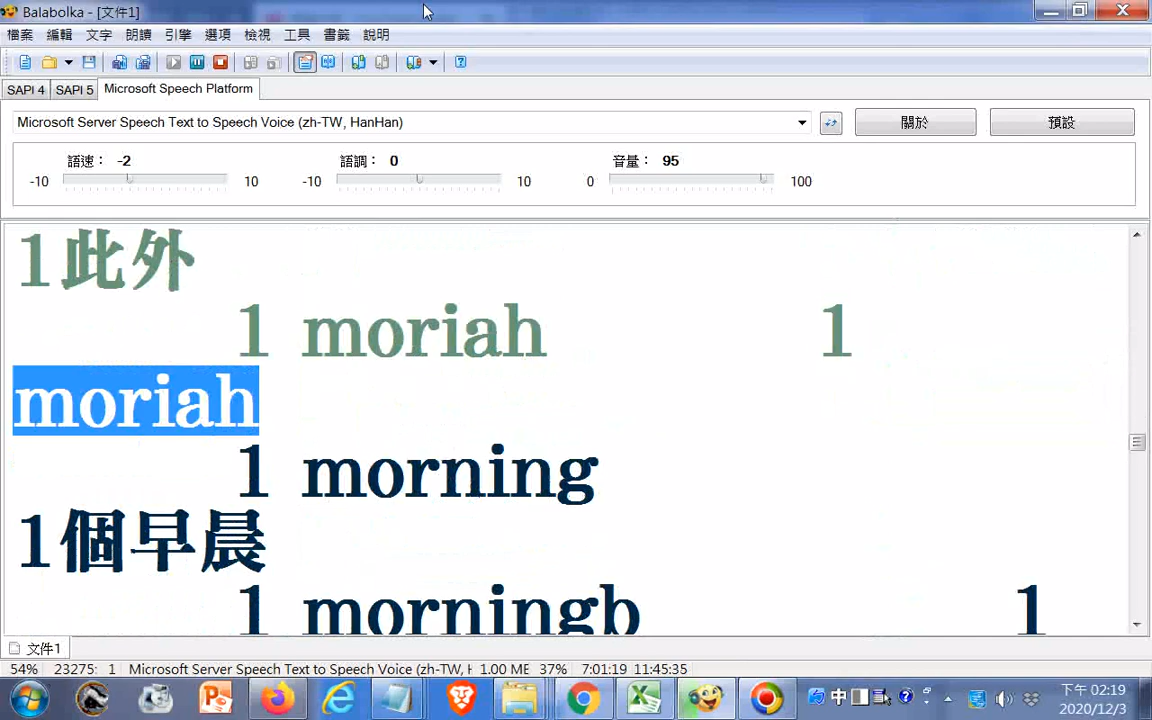 Balabolka - [文件1]
檔案 編輯 文字 朗讀 引擎 選項 檢視 工具 書籤 說明
SAPI 4 SAPI 5 Microsoft Speech Platform
Microsoft Server Speech Text to Speech Voice (zh-TW, HanHan) 關於 預設
語速： -2 語調： 0 音量： 95
-10 10 -10 10 0 100
1此外
1 moriah 1
moriah
1 morning
1個早晨
1 morningb 1
文件1
54% 23275: 1 Microsoft Server Speech Text to Speech Voice (zh-TW, 1.00 ME 37% 7:01:19 11:45:35
中 下午 02:19
2020/12/3